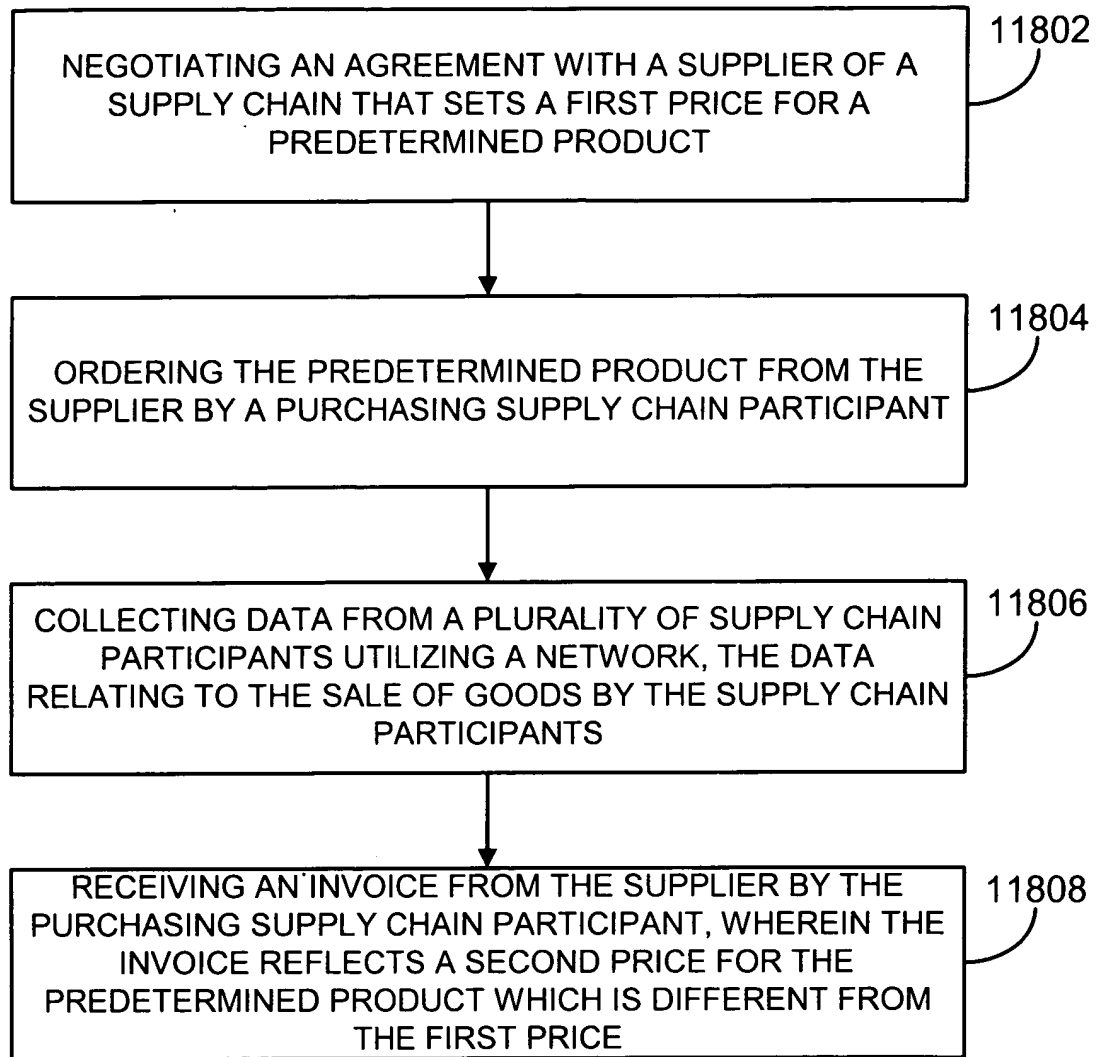 11802
NEGOTIATING AN AGREEMENT WITH A SUPPLIER OF A
SUPPLY CHAIN THAT SETS A FIRST PRICE FOR A
PREDETERMINED PRODUCT
11804
ORDERING THE PREDETERMINED PRODUCT FROM THE
SUPPLIER BY A PURCHASING SUPPLY CHAIN PARTICIPANT
11806
COLLECTING DATA FROM A PLURALITY OF SUPPLY CHAIN
PARTICIPANTS UTILIZING A NETWORK, THE DATA
RELATING TO THE SALE OF GOODS BY THE SUPPLY CHAIN
PARTICIPANTS
11808
RECEIVING AN INVOICE FROM THE SUPPLIER BY THE
PURCHASING SUPPLY CHAIN PARTICIPANT, WHEREIN THE
INVOICE REFLECTS A SECOND PRICE FOR THE
PREDETERMINED PRODUCT WHICH IS DIFFERENT FROM
THE FIRST PRICE